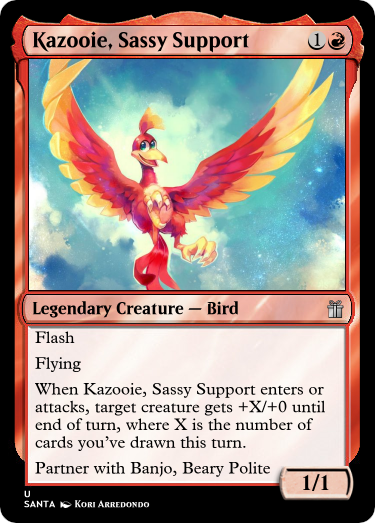 Kazooie, Sassy Support 1
Legendary Creature — Bird
Flash
Flying
When Kazooie, Sassy Support enters or
attacks, target creature gets +X/+0 until
end of turn, where X is the number of
cards you've drawn this turn.
Partner with Banjo, Beary Polite
1/1
U
SANTA Kori Arredondo